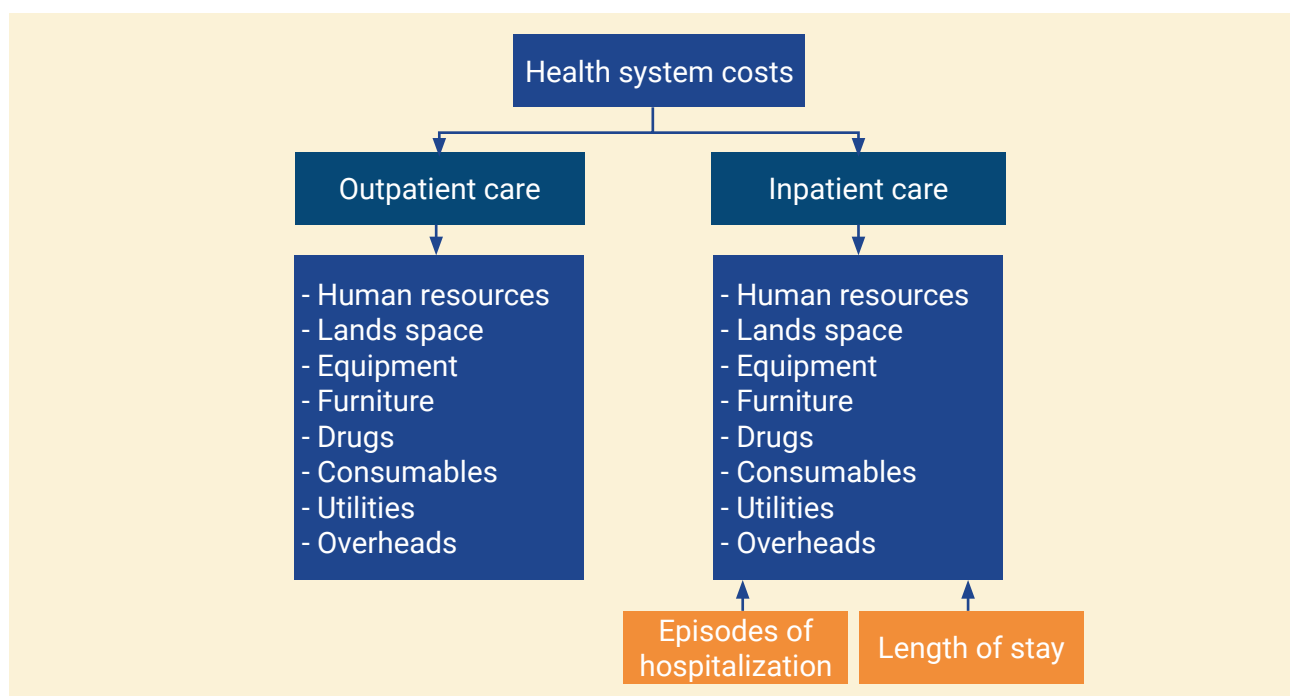 Health system costs
Outpatient care
Inpatient care
- Human resources
- Lands space
- Equipment
- Furniture
- Drugs
- Consumables
- Utilities
- Overheads
- Human resources
- Lands space
- Equipment
- Furniture
- Drugs
- Consumables
- Utilities
- Overheads
Episodes of
hospitalization
Length of stay